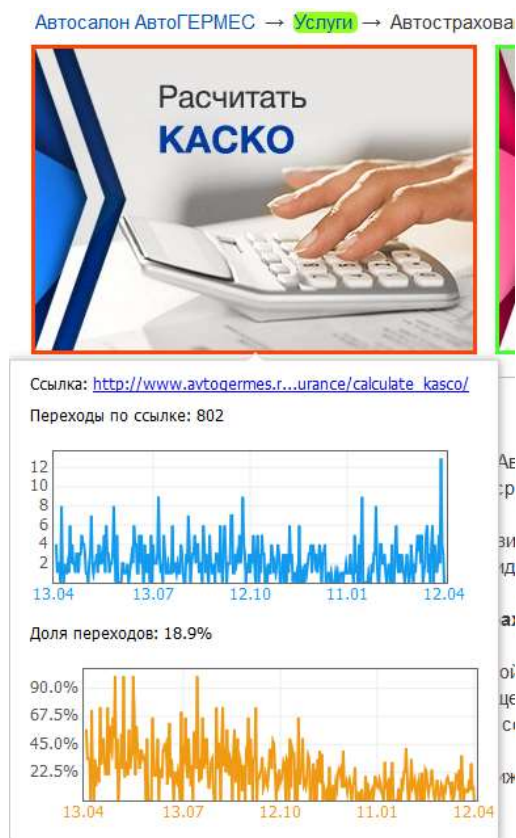 Автосалон АвтоГЕРМЕС → Услуги → Автострахова
Расчитать
КАСКО
Ссылка: http://www.avtogermes.r...urance/calculate_kasco/
Переходы по ссылке: 802
12
10
8
6
4
2
13.04 13.07 12.10 11.01 12.04
Доля переходов: 18.9%
90.0%
67.5%
45.0%
22.5%
13.04 13.07 12.10 11.01 12.04